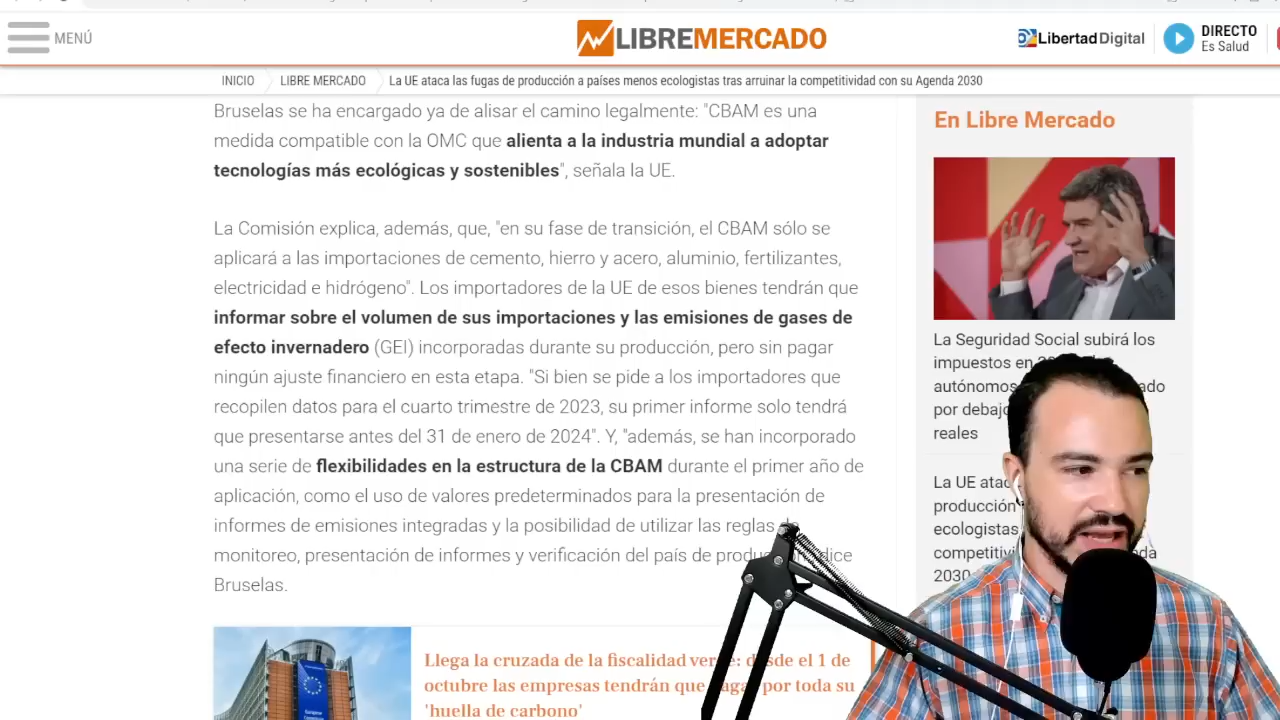 MENÚ
LIBREMERCADO
Libertad Digital
DIRECTO
Es Salud
INICIO
LIBRE MERCADO
La UE ataca las fugas de producción a países menos ecologistas tras arruinar la competitividad con su Agenda 2030
Bruselas se ha encargado ya de alisar el camino legalmente: "CBAM es una
medida compatible con la OMC que alienta a la industria mundial a adoptar
tecnologías más ecológicas y sostenibles", señala la UE.
La Comisión explica, además, que, "en su fase de transición, el CBAM sólo se
aplicará a las importaciones de cemento, hierro y acero, aluminio, fertilizantes,
electricidad e hidrógeno". Los importadores de la UE de esos bienes tendrán que
informar sobre el volumen de sus importaciones y las emisiones de gases de
efecto invernadero (GEI) incorporadas durante su producción, pero sin pagar
ningún ajuste financiero en esta etapa. "Si bien se pide a los importadores que
recopilen datos para el cuarto trimestre de 2023, su primer informe solo tendrá
que presentarse antes del 31 de enero de 2024". Y, "además, se han incorporado
una serie de flexibilidades en la estructura de la CBAM durante el primer año de
aplicación, como el uso de valores predeterminados para la presentación de
informes de emisiones integradas y la posibilidad de utilizar las reglas de
monitoreo, presentación de informes y verificación del país de dice
Bruselas.
Llega la cruzada de la fiscalidad verde: desde el 1 de
octubre las empresas tendrán que pagar por toda su
'huella de carbono'
En Libre Mercado
La Seguridad Social subirá los
impuestos en
autónomos
por debajo
reales
La UE
producción
ecologistas
2030